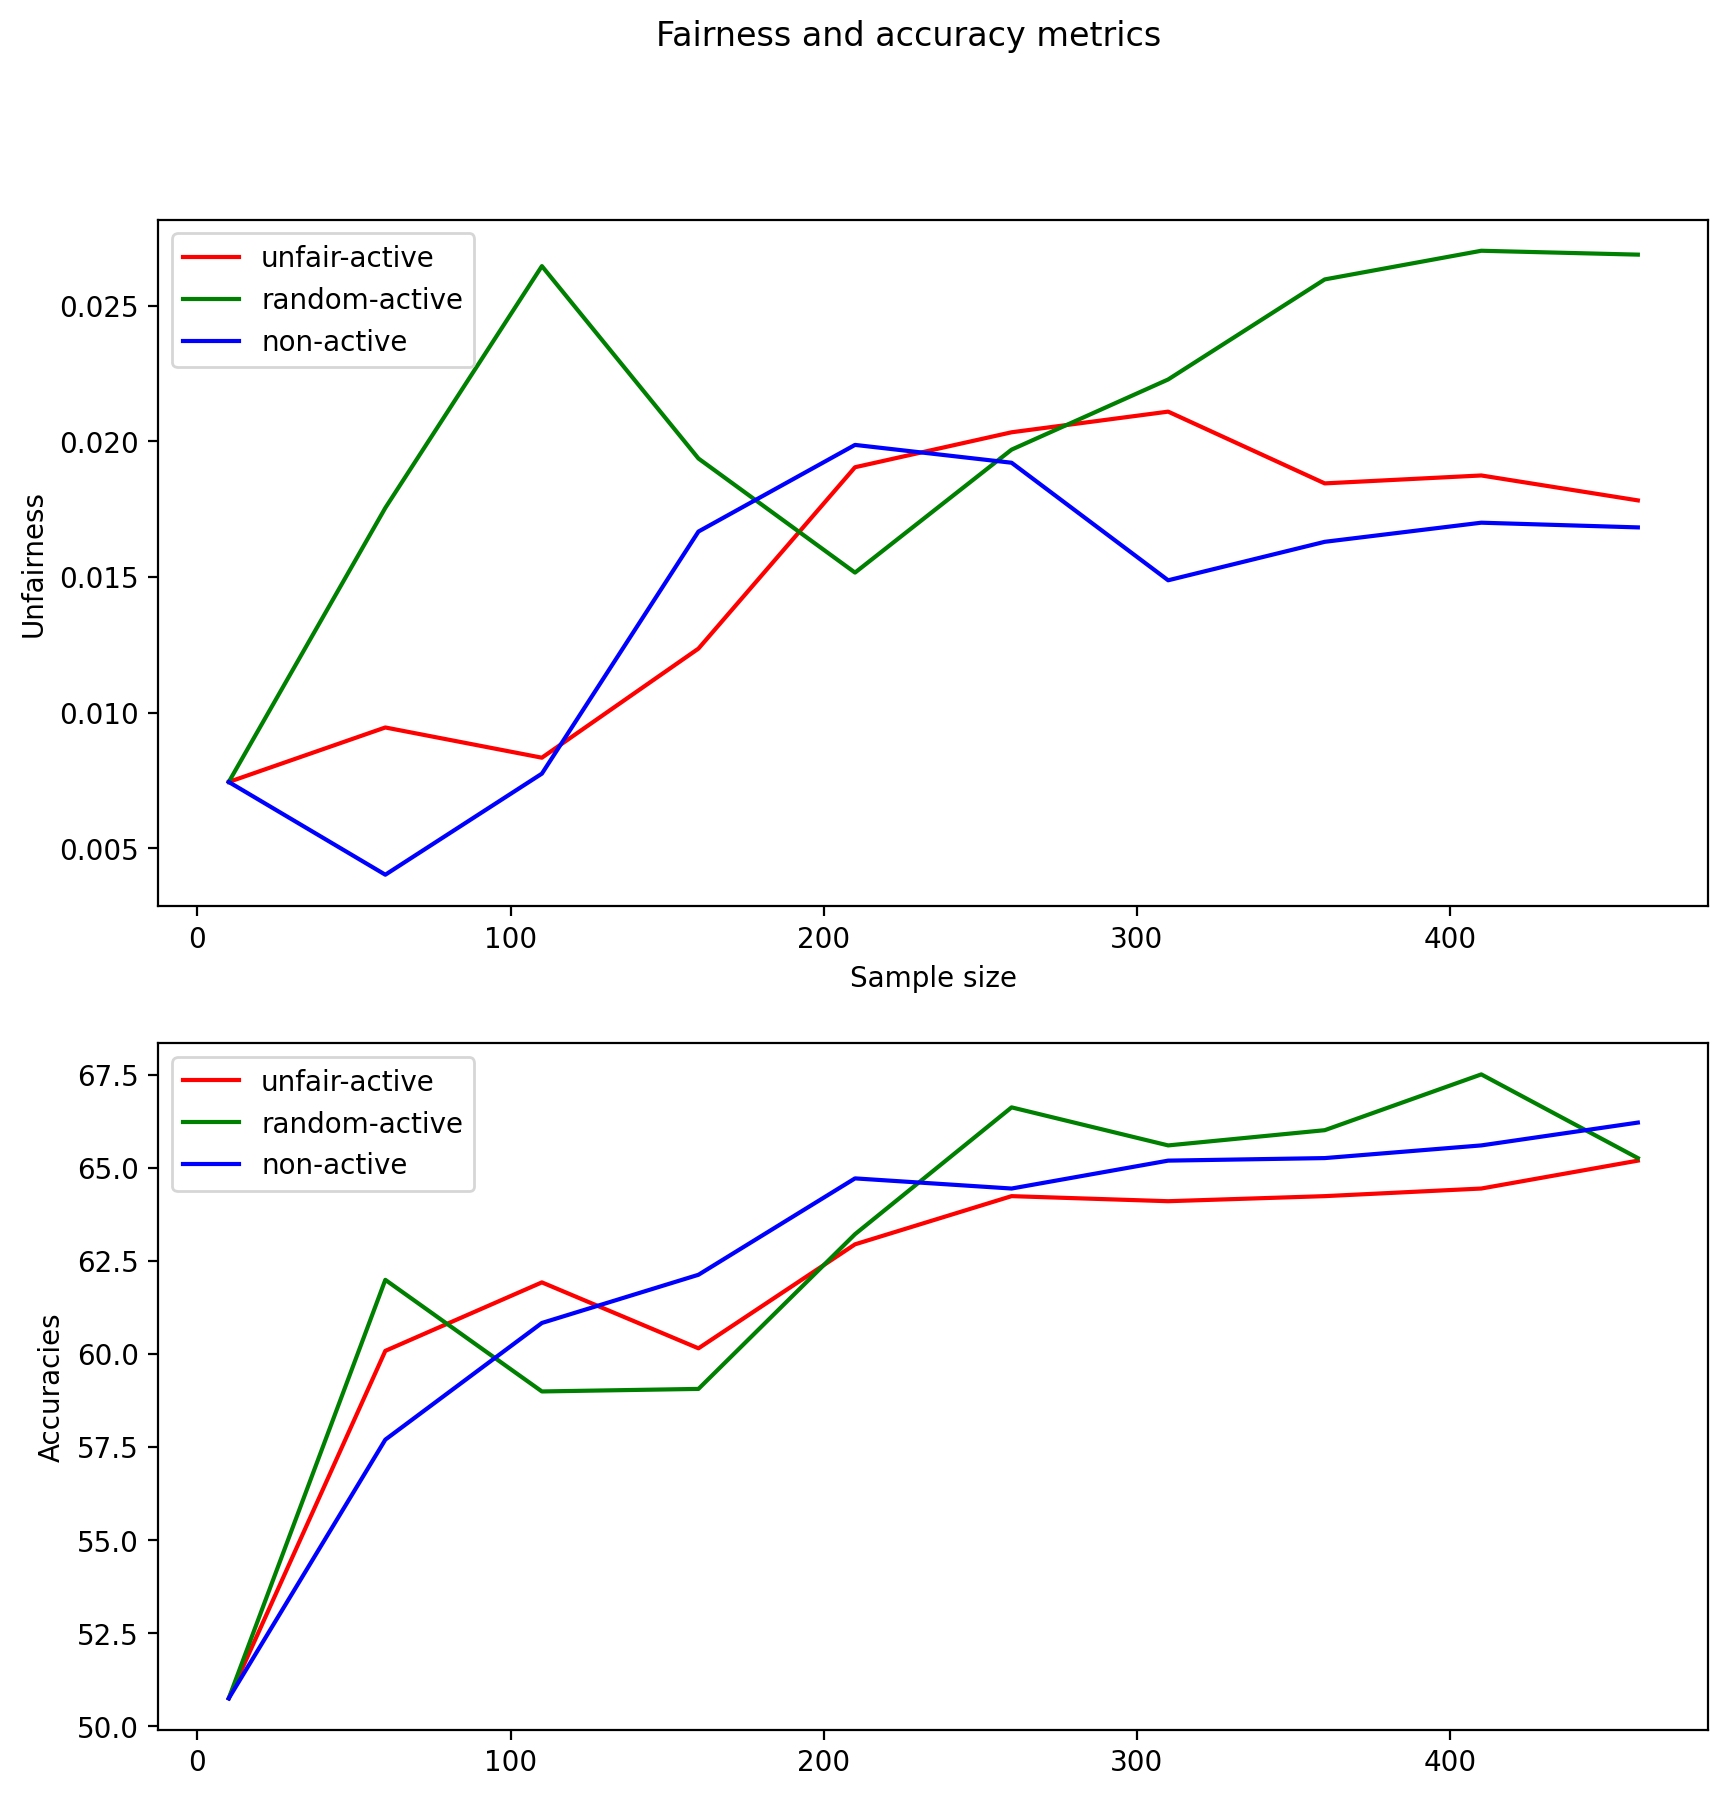 Fairness and accuracy metrics
unfair-active
random-active
non-active
0.025
0.020
0.015
0.010
0.005
Unfairness
0 100 200 300 400
Sample size
unfair-active
random-active
non-active
67.5
65.0
62.5
60.0
57.5
55.0
52.5
50.0
Accuracies
0 100 200 300 400